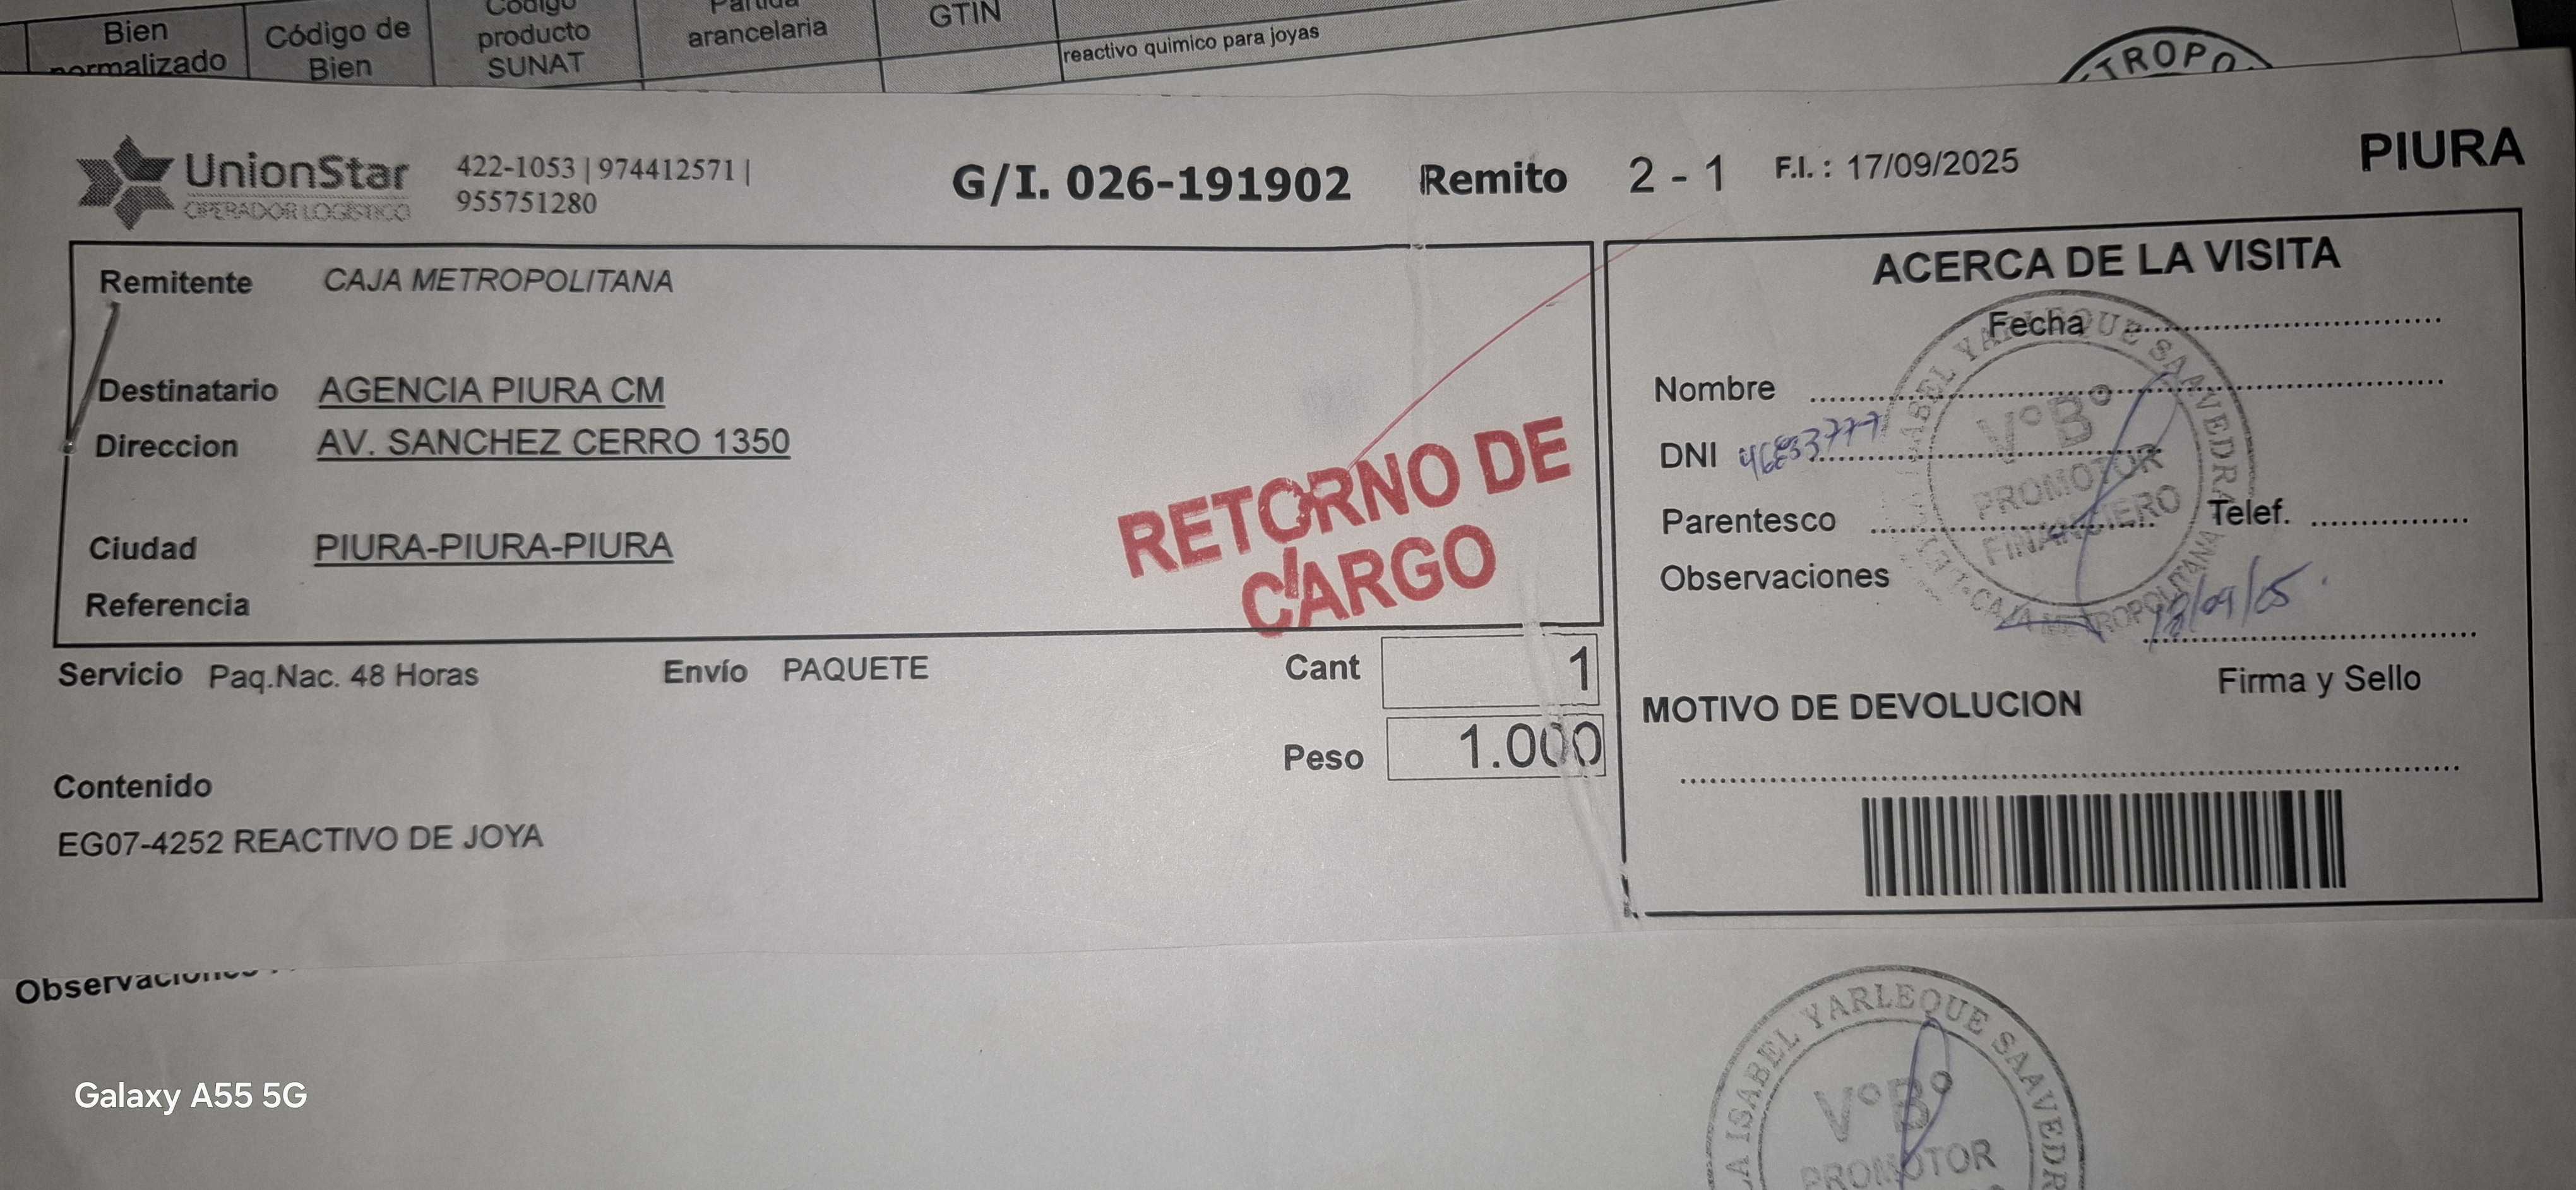 Bien
normalizado
Código de
Bien
Código
producto
SUNAT
Partida
arancelaria
GTIN
reactivo quimico para joyas
TROPO
UnionStar
OPERADOR LOGÍSTICO
422-1053 | 974412571 |
955751280
G/I. 026-191902 Remito 2 - 1 F.I. : 17/09/2025
PIURA
Remitente CAJA METROPOLITANA
Destinatario AGENCIA PIURA CM
Direccion AV. SANCHEZ CERRO 1350
Ciudad PIURA-PIURA-PIURA
Referencia
RETORNO DE
CARGO
Servicio Paq.Nac. 48 Horas Envío PAQUETE
Cant 1
Peso 1.000
Contenido
EG07-4252 REACTIVO DE JOYA
ACERCA DE LA VISITA
Fecha
Nombre
DNI
Parentesco Telef.
Observaciones
ISABEL YARLEQUE SAAVEDRA
V°B°
PROMOTOR
FINANCIERO
CAJA METROPOLITANA
Firma y Sello
MOTIVO DE DEVOLUCION
Observaciones
ISABEL YARLEQUE SAAVEDR
V°B°
PROMOTOR
Galaxy A55 5G